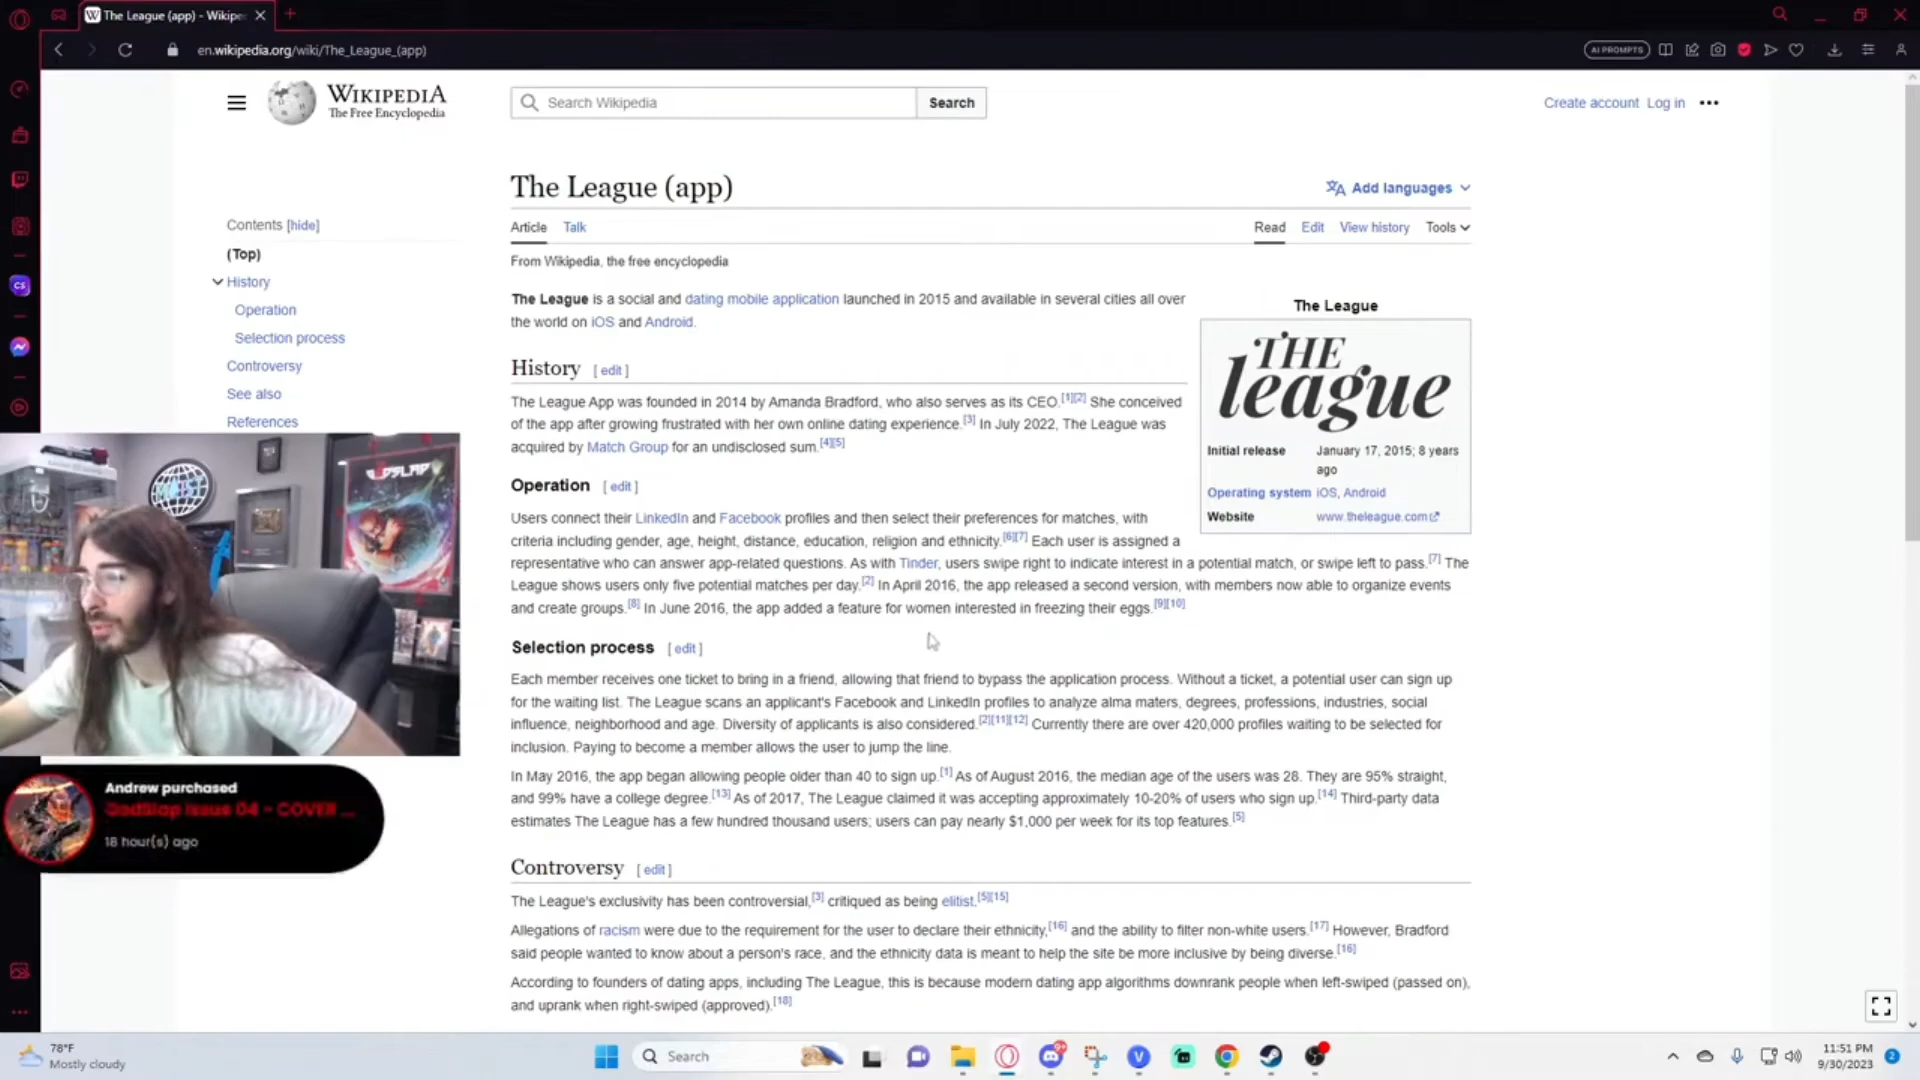 The League (app) - Wikipe
en.wikipedia.org/wiki/The_League_(app)
AI PROMPTS
WIKIPEDIA
The Free Encyclopedia
Search Wikipedia
Search
Create account Log in
The League (app)
Add languages
Article Talk
Read Edit View history Tools
From Wikipedia, the free encyclopedia
Contents [hide]
(Top)
History
Operation
Selection process
Controversy
See also
References
The League is a social and dating mobile application launched in 2015 and available in several cities all over
the world on iOS and Android.
The League
THE
league
Initial release January 17, 2015; 8 years
ago
Operating system iOS, Android
Website www.theleague.com
History [ edit ]
The League App was founded in 2014 by Amanda Bradford, who also serves as its CEO.[1][2] She conceived
of the app after growing frustrated with her own online dating experience.[3] In July 2022, The League was
acquired by Match Group for an undisclosed sum.[4][5]
Operation [ edit ]
Users connect their LinkedIn and Facebook profiles and then select their preferences for matches, with
criteria including gender, age, height, distance, education, religion and ethnicity.[6][7] Each user is assigned a
representative who can answer app-related questions. As with Tinder, users swipe right to indicate interest in a potential match, or swipe left to pass.[7] The
League shows users only five potential matches per day.[2] In April 2016, the app released a second version, with members now able to organize events
and create groups.[8] In June 2016, the app added a feature for women interested in freezing their eggs.[9][10]
Selection process [ edit ]
Each member receives one ticket to bring in a friend, allowing that friend to bypass the application process. Without a ticket, a potential user can sign up
for the waiting list. The League scans an applicant's Facebook and LinkedIn profiles to analyze alma maters, degrees, professions, industries, social
influence, neighborhood and age. Diversity of applicants is also considered.[2][11][12] Currently there are over 420,000 profiles waiting to be selected for
inclusion. Paying to become a member allows the user to jump the line.
In May 2016, the app began allowing people older than 40 to sign up.[1] As of August 2016, the median age of the users was 28. They are 95% straight,
and 99% have a college degree.[13] As of 2017, The League claimed it was accepting approximately 10-20% of users who sign up.[14] Third-party data
estimates The League has a few hundred thousand users; users can pay nearly $1,000 per week for its top features.[5]
Controversy [ edit ]
The League's exclusivity has been controversial,[3] critiqued as being elitist.[5][15]
Allegations of racism were due to the requirement for the user to declare their ethnicity,[16] and the ability to filter non-white users.[17] However, Bradford
said people wanted to know about a person's race, and the ethnicity data is meant to help the site be more inclusive by being diverse.[16]
According to founders of dating apps, including The League, this is because modern dating app algorithms downrank people when left-swiped (passed on),
and uprank when right-swiped (approved).[18]
CS
MOIST
Andrew purchased
GodSlap Issue 04 - COVER ...
18 hour(s) ago
78°F
Mostly cloudy
Search
11:51 PM
9/30/2023
2